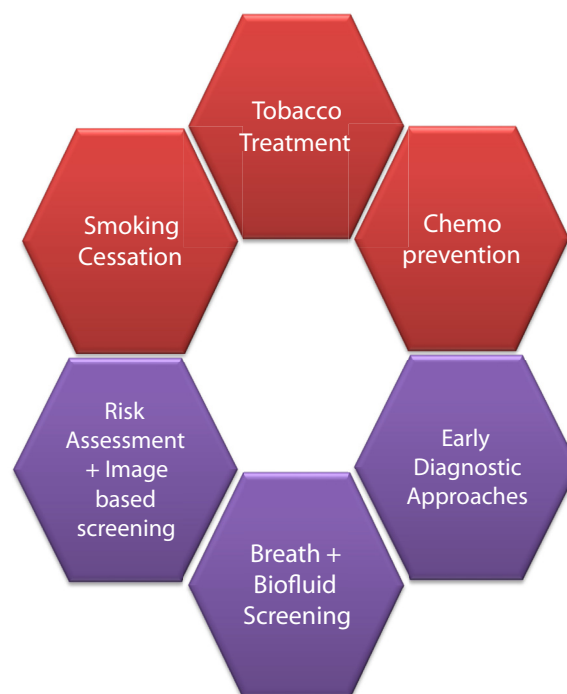 Tobacco
Treatment
Smoking
Cessation
Chemo
prevention
Risk
Assessment
+ Image
based
screening
Early
Diagnostic
Approaches
Breath +
Biofluid
Screening